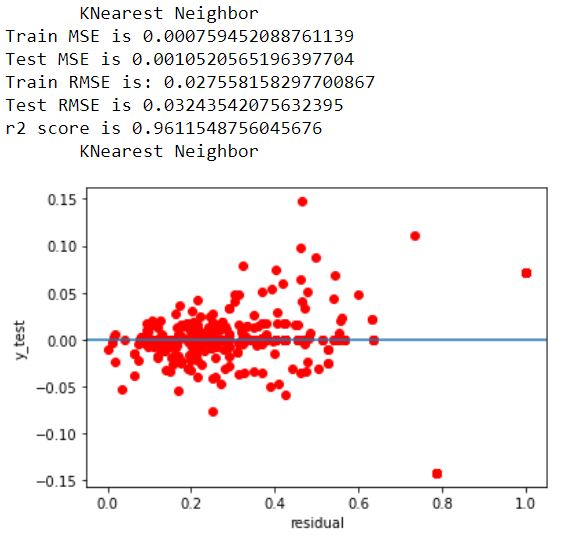 KNearest Neighbor
Train MSE is 0.000759452088761139
Test MSE is 0.0010520565196397704
Train RMSE is: 0.027558158297700867
Test RMSE is 0.03243542075632395
r2 score is 0.9611548756045676
KNearest Neighbor
0.15
0.10
0.05
0.00
−0.05
−0.10
−0.15
y_test
0.0 0.2 0.4 0.6 0.8 1.0
residual